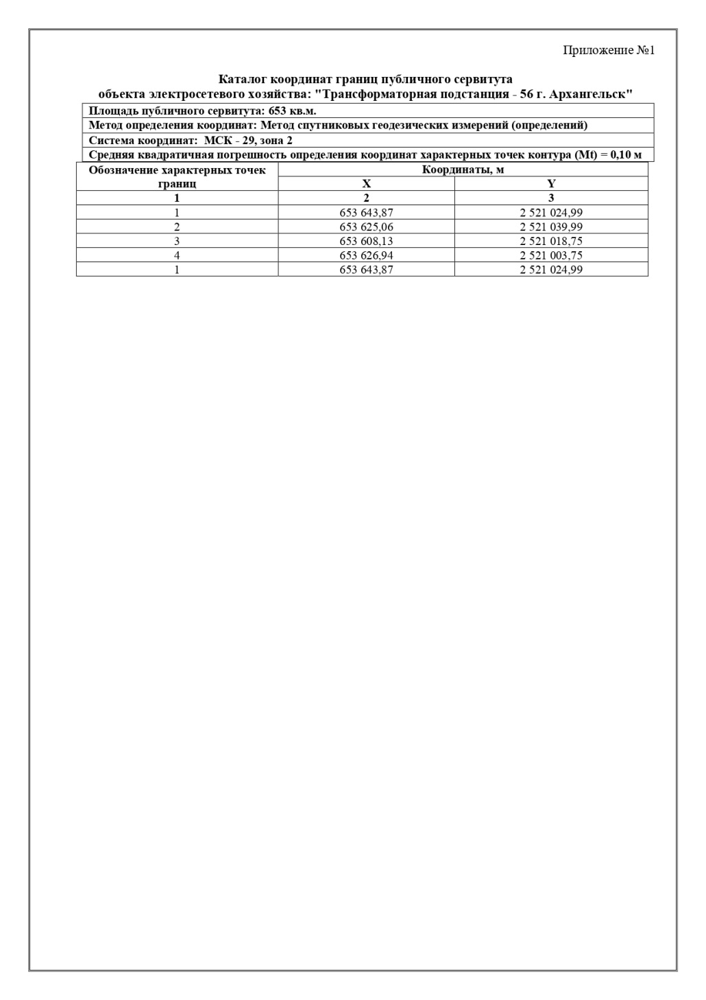 Приложение №1
Каталог координат границ публичного сервитута
объекта электросетевого хозяйства: "Трансформаторная подстанция - 56 г. Архангельск"
Площадь публичного сервитута: 653 кв.м.
Метод определения координат: Метод спутниковых геодезических измерений (определений)
Система координат: МСК - 29, зона 2
Средняя квадратичная погрешность определения координат характерных точек контура (Mt) = 0,10 м
Обозначение характерных точек границ
Координаты, м
X Y
1 2 3
1 653 643,87 2 521 024,99
2 653 625,06 2 521 039,99
3 653 608,13 2 521 018,75
4 653 626,94 2 521 003,75
1 653 643,87 2 521 024,99